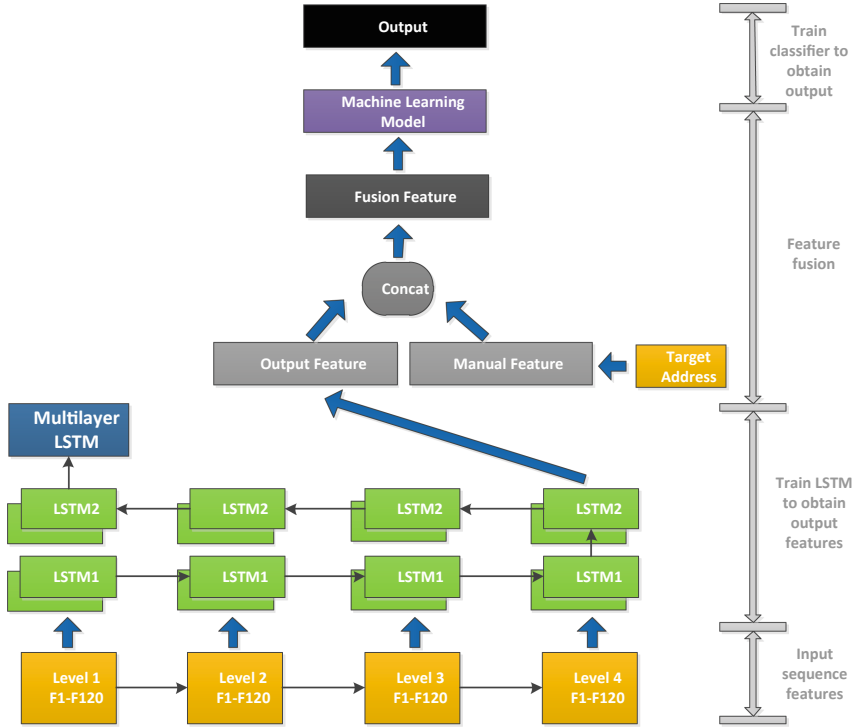 Output
Train
classifier to
obtain
output
Machine Learning
Model
Fusion Feature
Feature
fusion
Concat
Output Feature
Manual Feature
Target
Address
Multilayer
LSTM
Train LSTM
to obtain
output
features
LSTM2
LSTM2
LSTM2
LSTM2
LSTM1
LSTM1
LSTM1
LSTM1
Level 1
F1-F120
Level 2
F1-F120
Level 3
F1-F120
Level 4
F1-F120
Input
sequence
features